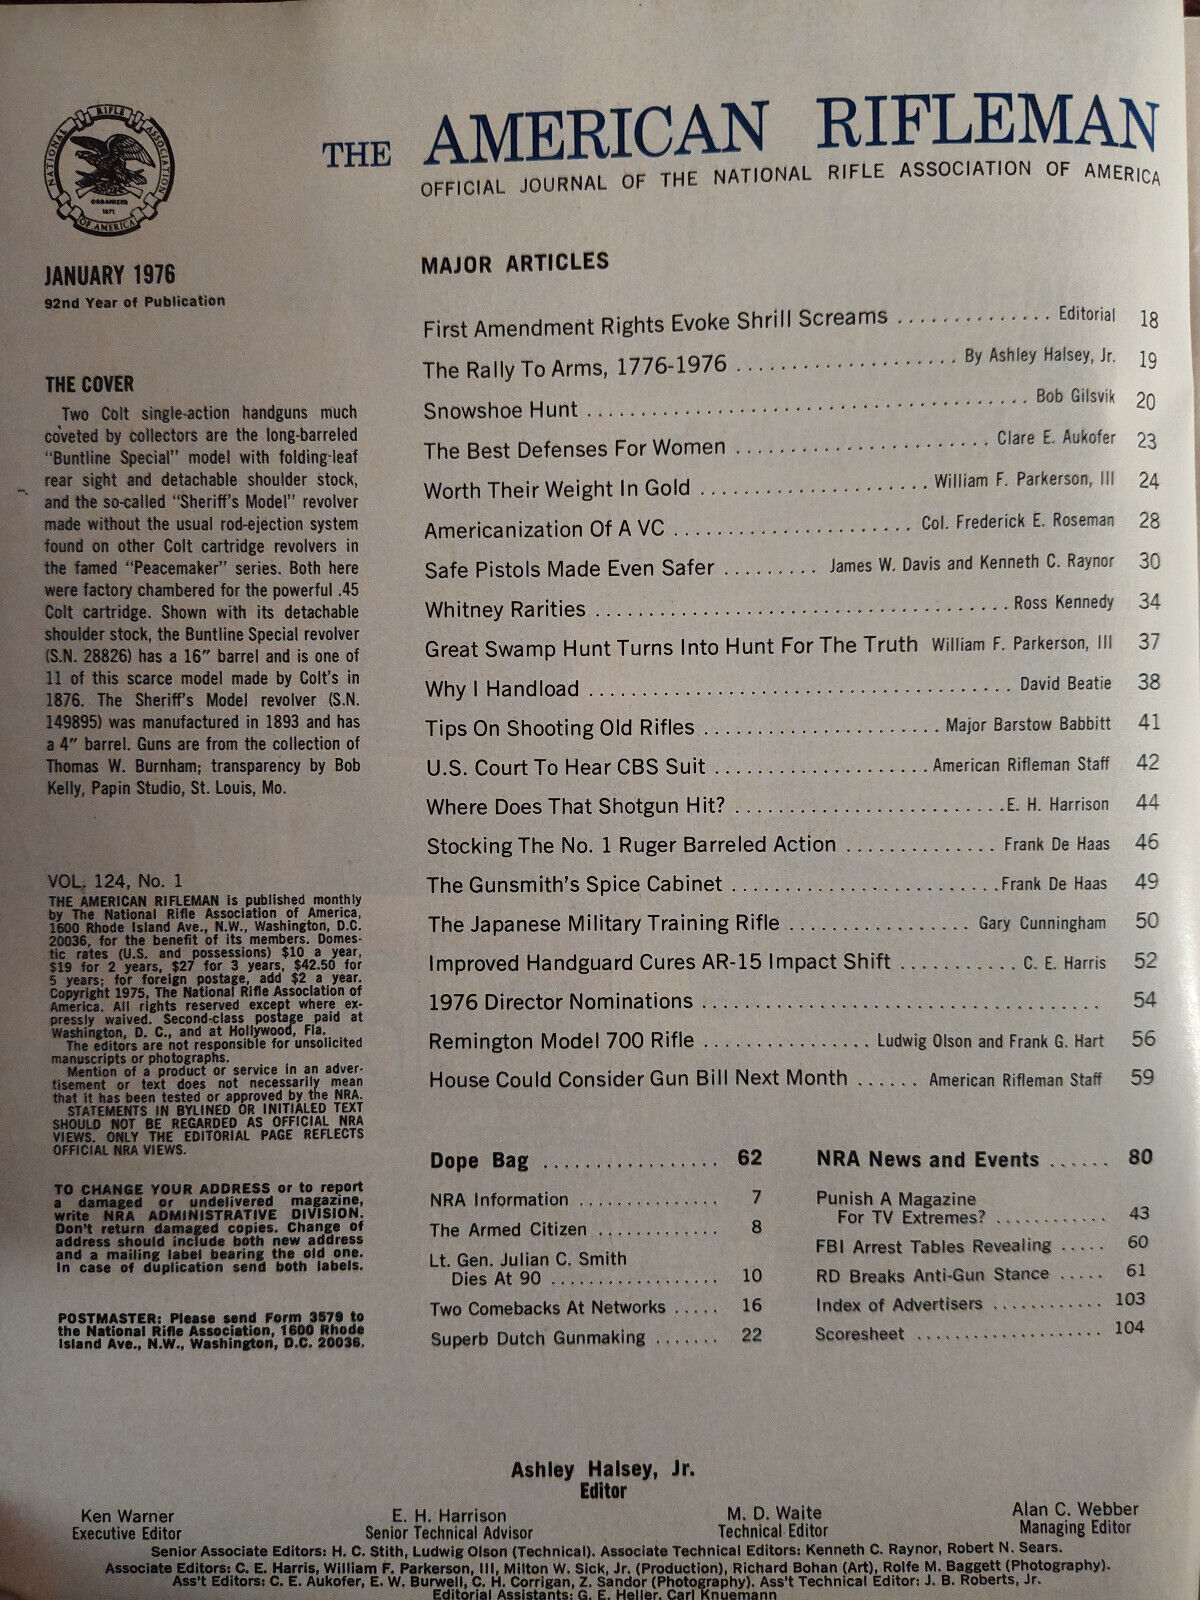 NATIONAL RIFLE ASSOCIATION OF AMERICA
ORGANIZED
1871
THE AMERICAN RIFLEMAN
OFFICIAL JOURNAL OF THE NATIONAL RIFLE ASSOCIATION OF AMERICA
JANUARY 1976
92nd Year of Publication
THE COVER
Two Colt single-action handguns much
coveted by collectors are the long-barreled
"Buntline Special" model with folding-leaf
rear sight and detachable shoulder stock,
and the so-called "Sheriff's Model" revolver
made without the usual rod-ejection system
found on other Colt cartridge revolvers in
the famed "Peacemaker" series. Both here
were factory chambered for the powerful .45
Colt cartridge. Shown with its detachable
shoulder stock, the Buntline Special revolver
(S.N. 28826) has a 16" barrel and is one of
11 of this scarce model made by Colt's in
1876. The Sheriff's Model revolver (S.N.
149895) was manufactured in 1893 and has
a 4" barrel. Guns are from the collection of
Thomas W. Burnham; transparency by Bob
Kelly, Papin Studio, St. Louis, Mo.
VOL. 124, No. 1
THE AMERICAN RIFLEMAN is published monthly
by The National Rifle Association of America,
1600 Rhode Island Ave., N.W., Washington, D.C.
20036, for the benefit of its members. Domes-
tic rates (U.S. and possessions) $10 a year,
$19 for 2 years, $27 for 3 years, $42.50 for
5 years; for foreign postage, add $2 a year.
Copyright 1975, The National Rifle Association of
America. All rights reserved except where ex-
pressly waived. Second-class postage paid at
Washington, D. C., and at Hollywood, Fla.
The editors are not responsible for unsolicited
manuscripts or photographs.
Mention of a product or service in an adver-
tisement or text does not necessarily mean
that it has been tested or approved by the NRA.
STATEMENTS IN BYLINED OR INITIALED TEXT
SHOULD NOT BE REGARDED AS OFFICIAL NRA
VIEWS. ONLY THE EDITORIAL PAGE REFLECTS
OFFICIAL NRA VIEWS.
TO CHANGE YOUR ADDRESS or to report
a damaged or undelivered magazine,
write NRA ADMINISTRATIVE DIVISION.
Don't return damaged copies. Change of
address should include both new address
and a mailing label bearing the old one.
In case of duplication send both labels.
POSTMASTER: Please send Form 3579 to
the National Rifle Association, 1600 Rhode
Island Ave., N.W., Washington, D.C. 20036.
MAJOR ARTICLES
First Amendment Rights Evoke Shrill Screams .............. Editorial 18
The Rally To Arms, 1776-1976 .................... By Ashley Halsey, Jr. 19
Snowshoe Hunt ........................................ Bob Gilsvik 20
The Best Defenses For Women ........................ Clare E. Aukofer 23
Worth Their Weight In Gold ..................... William F. Parkerson, III 24
Americanization Of A VC ...................... Col. Frederick E. Roseman 28
Safe Pistols Made Even Safer ......... James W. Davis and Kenneth C. Raynor 30
Whitney Rarities ...................................... Ross Kennedy 34
Great Swamp Hunt Turns Into Hunt For The Truth William F. Parkerson, III 37
Why I Handload ....................................... David Beatie 38
Tips On Shooting Old Rifles ...................... Major Barstow Babbitt 41
U.S. Court To Hear CBS Suit .................... American Rifleman Staff 42
Where Does That Shotgun Hit? .........................E. H. Harrison 44
Stocking The No. 1 Ruger Barreled Action .............. Frank De Haas 46
The Gunsmith's Spice Cabinet .........................Frank De Haas 49
The Japanese Military Training Rifle ................. Gary Cunningham 50
Improved Handguard Cures AR-15 Impact Shift .......... C. E. Harris 52
1976 Director Nominations ..................................... 54
Remington Model 700 Rifle ................ Ludwig Olson and Frank G. Hart 56
House Could Consider Gun Bill Next Month ...... American Rifleman Staff 59
Dope Bag ................. 62
NRA Information ............... 7
The Armed Citizen ............ 8
Lt. Gen. Julian C. Smith
Dies At 90 ................. 10
Two Comebacks At Networks ..... 16
Superb Dutch Gunmaking ....... 22
NRA News and Events ...... 80
Punish A Magazine
For TV Extremes? ............ 43
FBI Arrest Tables Revealing ..... 60
RD Breaks Anti-Gun Stance ..... 61
Index of Advertisers ............ 103
Scoresheet ................... 104
Ashley Halsey, Jr.
Editor
Ken Warner
Executive Editor
E. H. Harrison
Senior Technical Advisor
M. D. Waite
Technical Editor
Alan C. Webber
Managing Editor
Senior Associate Editors: H. C. Stith, Ludwig Olson (Technical). Associate Technical Editors: Kenneth C. Raynor, Robert N. Sears.
Associate Editors: C. E. Harris, William F. Parkerson, III, Milton W. Sick, Jr. (Production), Richard Bohan (Art), Rolfe M. Baggett (Photography).
Ass't Editors: C. E. Aukofer, E. W. Burwell, C. H. Corrigan, Z. Sandor (Photography). Ass't Technical Editor: J. B. Roberts, Jr.
Editorial Assistants: G. E. Heller, Carl Knuemann